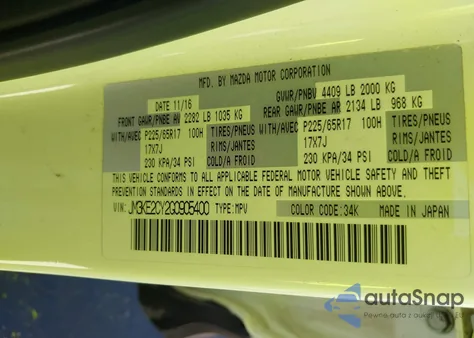 MFD. BY MAZDA MOTOR CORPORATION
DATE 11/16 GVWR/PNBV 4409 LB 2000 KG
FRONT GAWR/PNBE AV 2282 LB 1035 KG REAR GAWR/PNBE AR 2134 LB 968 KG
WITH/AVEC P225/65R17 100H TIRES/PNEUS WITH/AVEC P225/65R17 100H TIRES/PNEUS
17X7J RIMS/JANTES 17X7J RIMS/JANTES
230 KPA/34 PSI COLD/A FROID 230 KPA/34 PSI COLD/A FROID
THIS VEHICLE CONFORMS TO ALL APPLICABLE FEDERAL MOTOR VEHICLE SAFETY AND THEFT
PREVENTION STANDARDS IN EFFECT ON THE DATE OF MANUFACTURE SHOWN ABOVE.
VIN: JM3KE2CY2G0905400 TYPE: MPV COLOR CODE: 34K MADE IN JAPAN
autoSnap
Pewne auta z aukcji